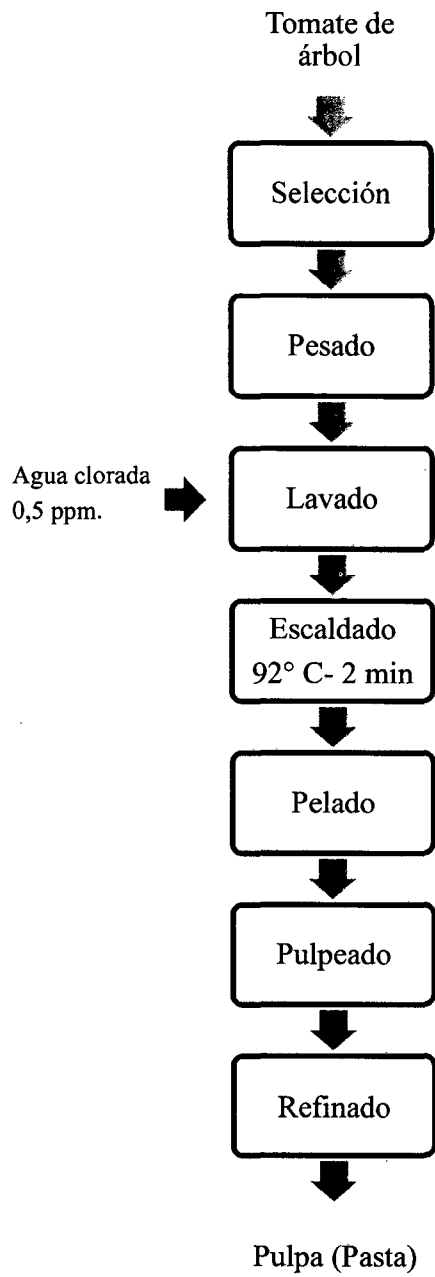 Tomate de
árbol
Selección
Pesado
Agua clorada
0,5 ppm.
Lavado
Escaldado
92° C- 2 min
Pelado
Pulpeado
Refinado
Pulpa (Pasta)